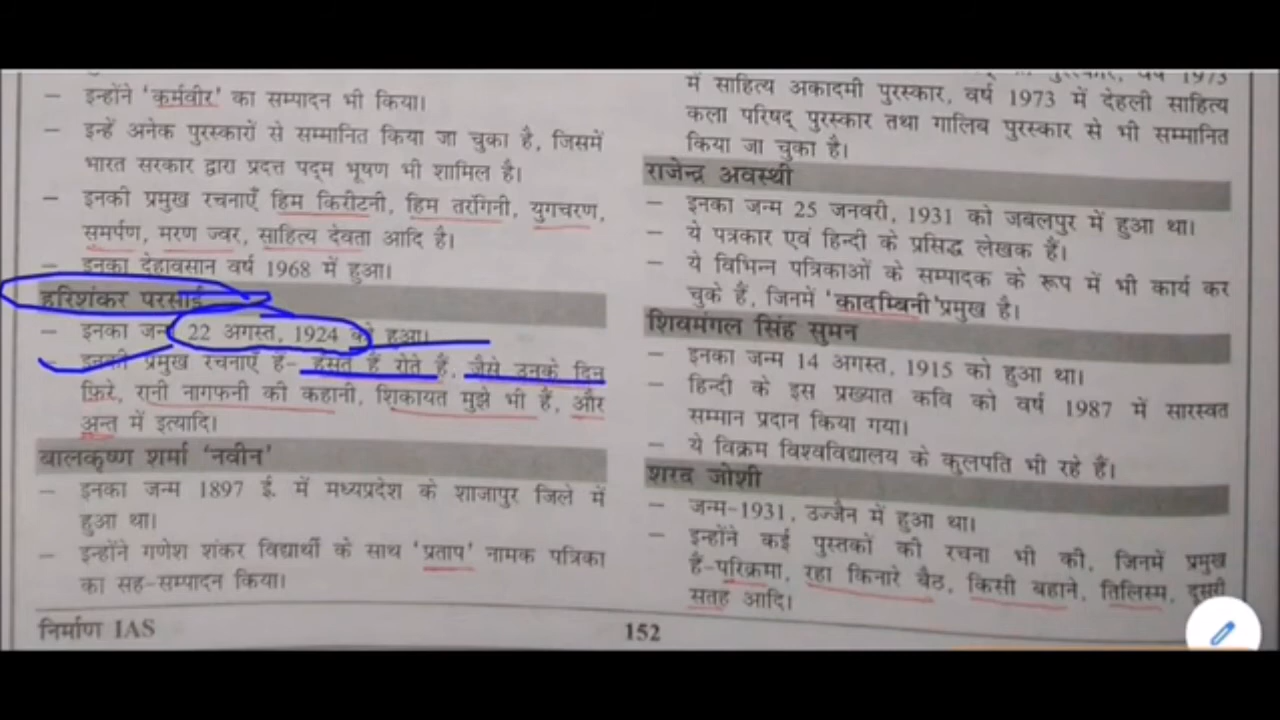 इन्होंने 'कर्मवीर' का सम्पादन भी किया।
इन्हें अनेक पुरस्कारों से सम्मानित किया जा चुका है, जिसमें
भारत सरकार द्वारा प्रदत्त पद्म भूषण भी शामिल है।
इनकी प्रमुख रचनाएँ हिम किरीटनी, हिम तरंगिनी, युगचरण,
समर्पण, मरण ज्वर, साहित्य देवता आदि है।
इनका देहावसान वर्ष 1968 में हुआ।
हरिशंकर परसाई
इनका जन्म 22 अगस्त, 1924 को हुआ।
इनकी प्रमुख रचनाएँ हैं- हँसते हैं रोते हैं, जैसे उनके दिन
फिरे, रानी नागफनी की कहानी, शिकायत मुझे भी हैं, और
अन्त में इत्यादि।
बालकृष्ण शर्मा 'नवीन'
इनका जन्म 1897 ई. में मध्यप्रदेश के शाजापुर जिले में
हुआ था।
इन्होंने गणेश शंकर विद्यार्थी के साथ 'प्रताप' नामक पत्रिका
का सह-सम्पादन किया।
में साहित्य अकादमी पुरस्कार, वर्ष 1973 में देहली साहित्य
कला परिषद् पुरस्कार तथा गालिब पुरस्कार से भी सम्मानित
किया जा चुका है।
राजेन्द्र अवस्थी
इनका जन्म 25 जनवरी, 1931 को जबलपुर में हुआ था।
ये पत्रकार एवं हिन्दी के प्रसिद्ध लेखक हैं।
ये विभिन्न पत्रिकाओं के सम्पादक के रूप में भी कार्य कर
चुके हैं, जिनमें 'कादम्बिनी' प्रमुख है।
शिवमंगल सिंह सुमन
इनका जन्म 14 अगस्त, 1915 को हुआ था।
हिन्दी के इस प्रख्यात कवि को वर्ष 1987 में सारस्वत
सम्मान प्रदान किया गया।
ये विक्रम विश्वविद्यालय के कुलपति भी रहे हैं।
शरद जोशी
जन्म-1931, उज्जैन में हुआ था।
इन्होंने कई पुस्तकों की रचना भी की, जिनमें प्रमुख
हैं-परिक्रमा, रहा किनारे बैठ, किसी बहाने, तिलिस्म, दूसरी
सतह आदि।
निर्माण IAS
152